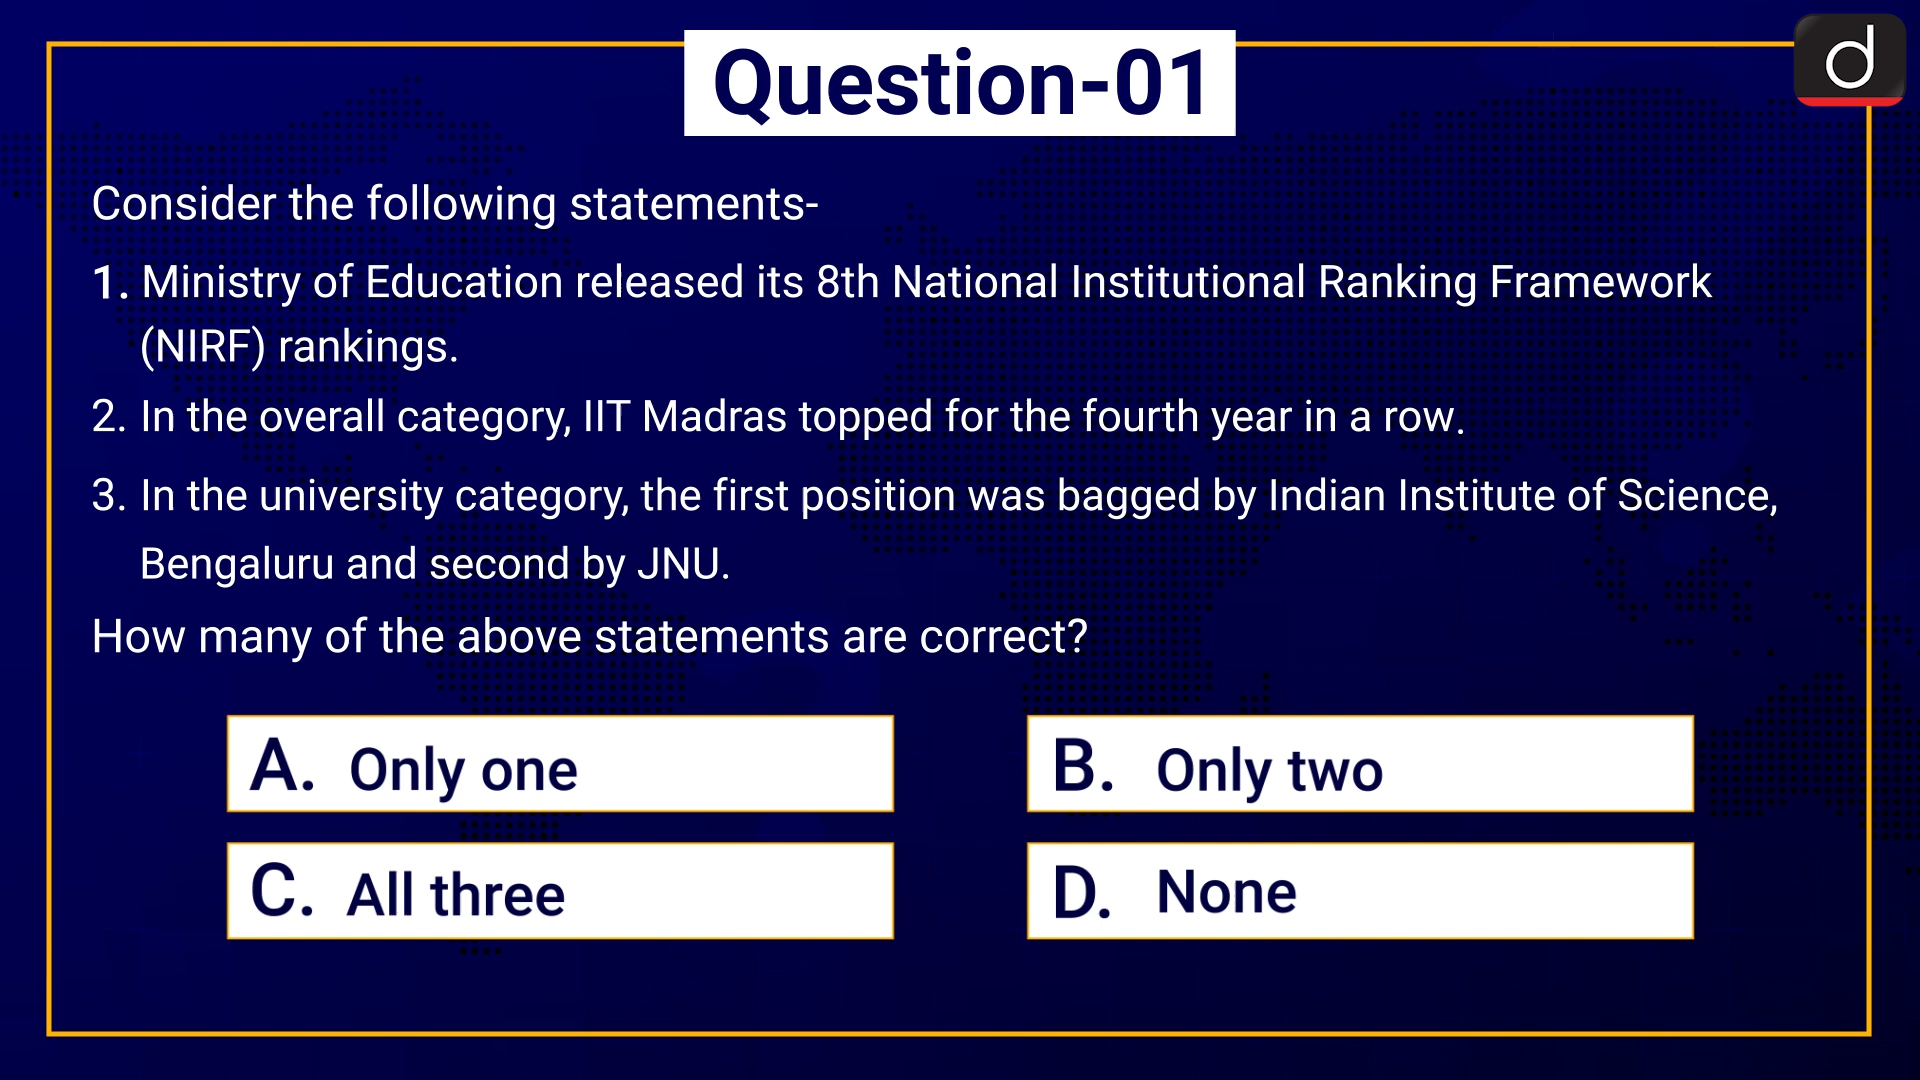 Question-01
d
Consider the following statements-
1. Ministry of Education released its 8th National Institutional Ranking Framework
(NIRF) rankings.
2. In the overall category, IIT Madras topped for the fourth year in a row.
3. In the university category, the first position was bagged by Indian Institute of Science,
Bengaluru and second by JNU.
How many of the above statements are correct?
A. Only one
B. Only two
C. All three
D. None